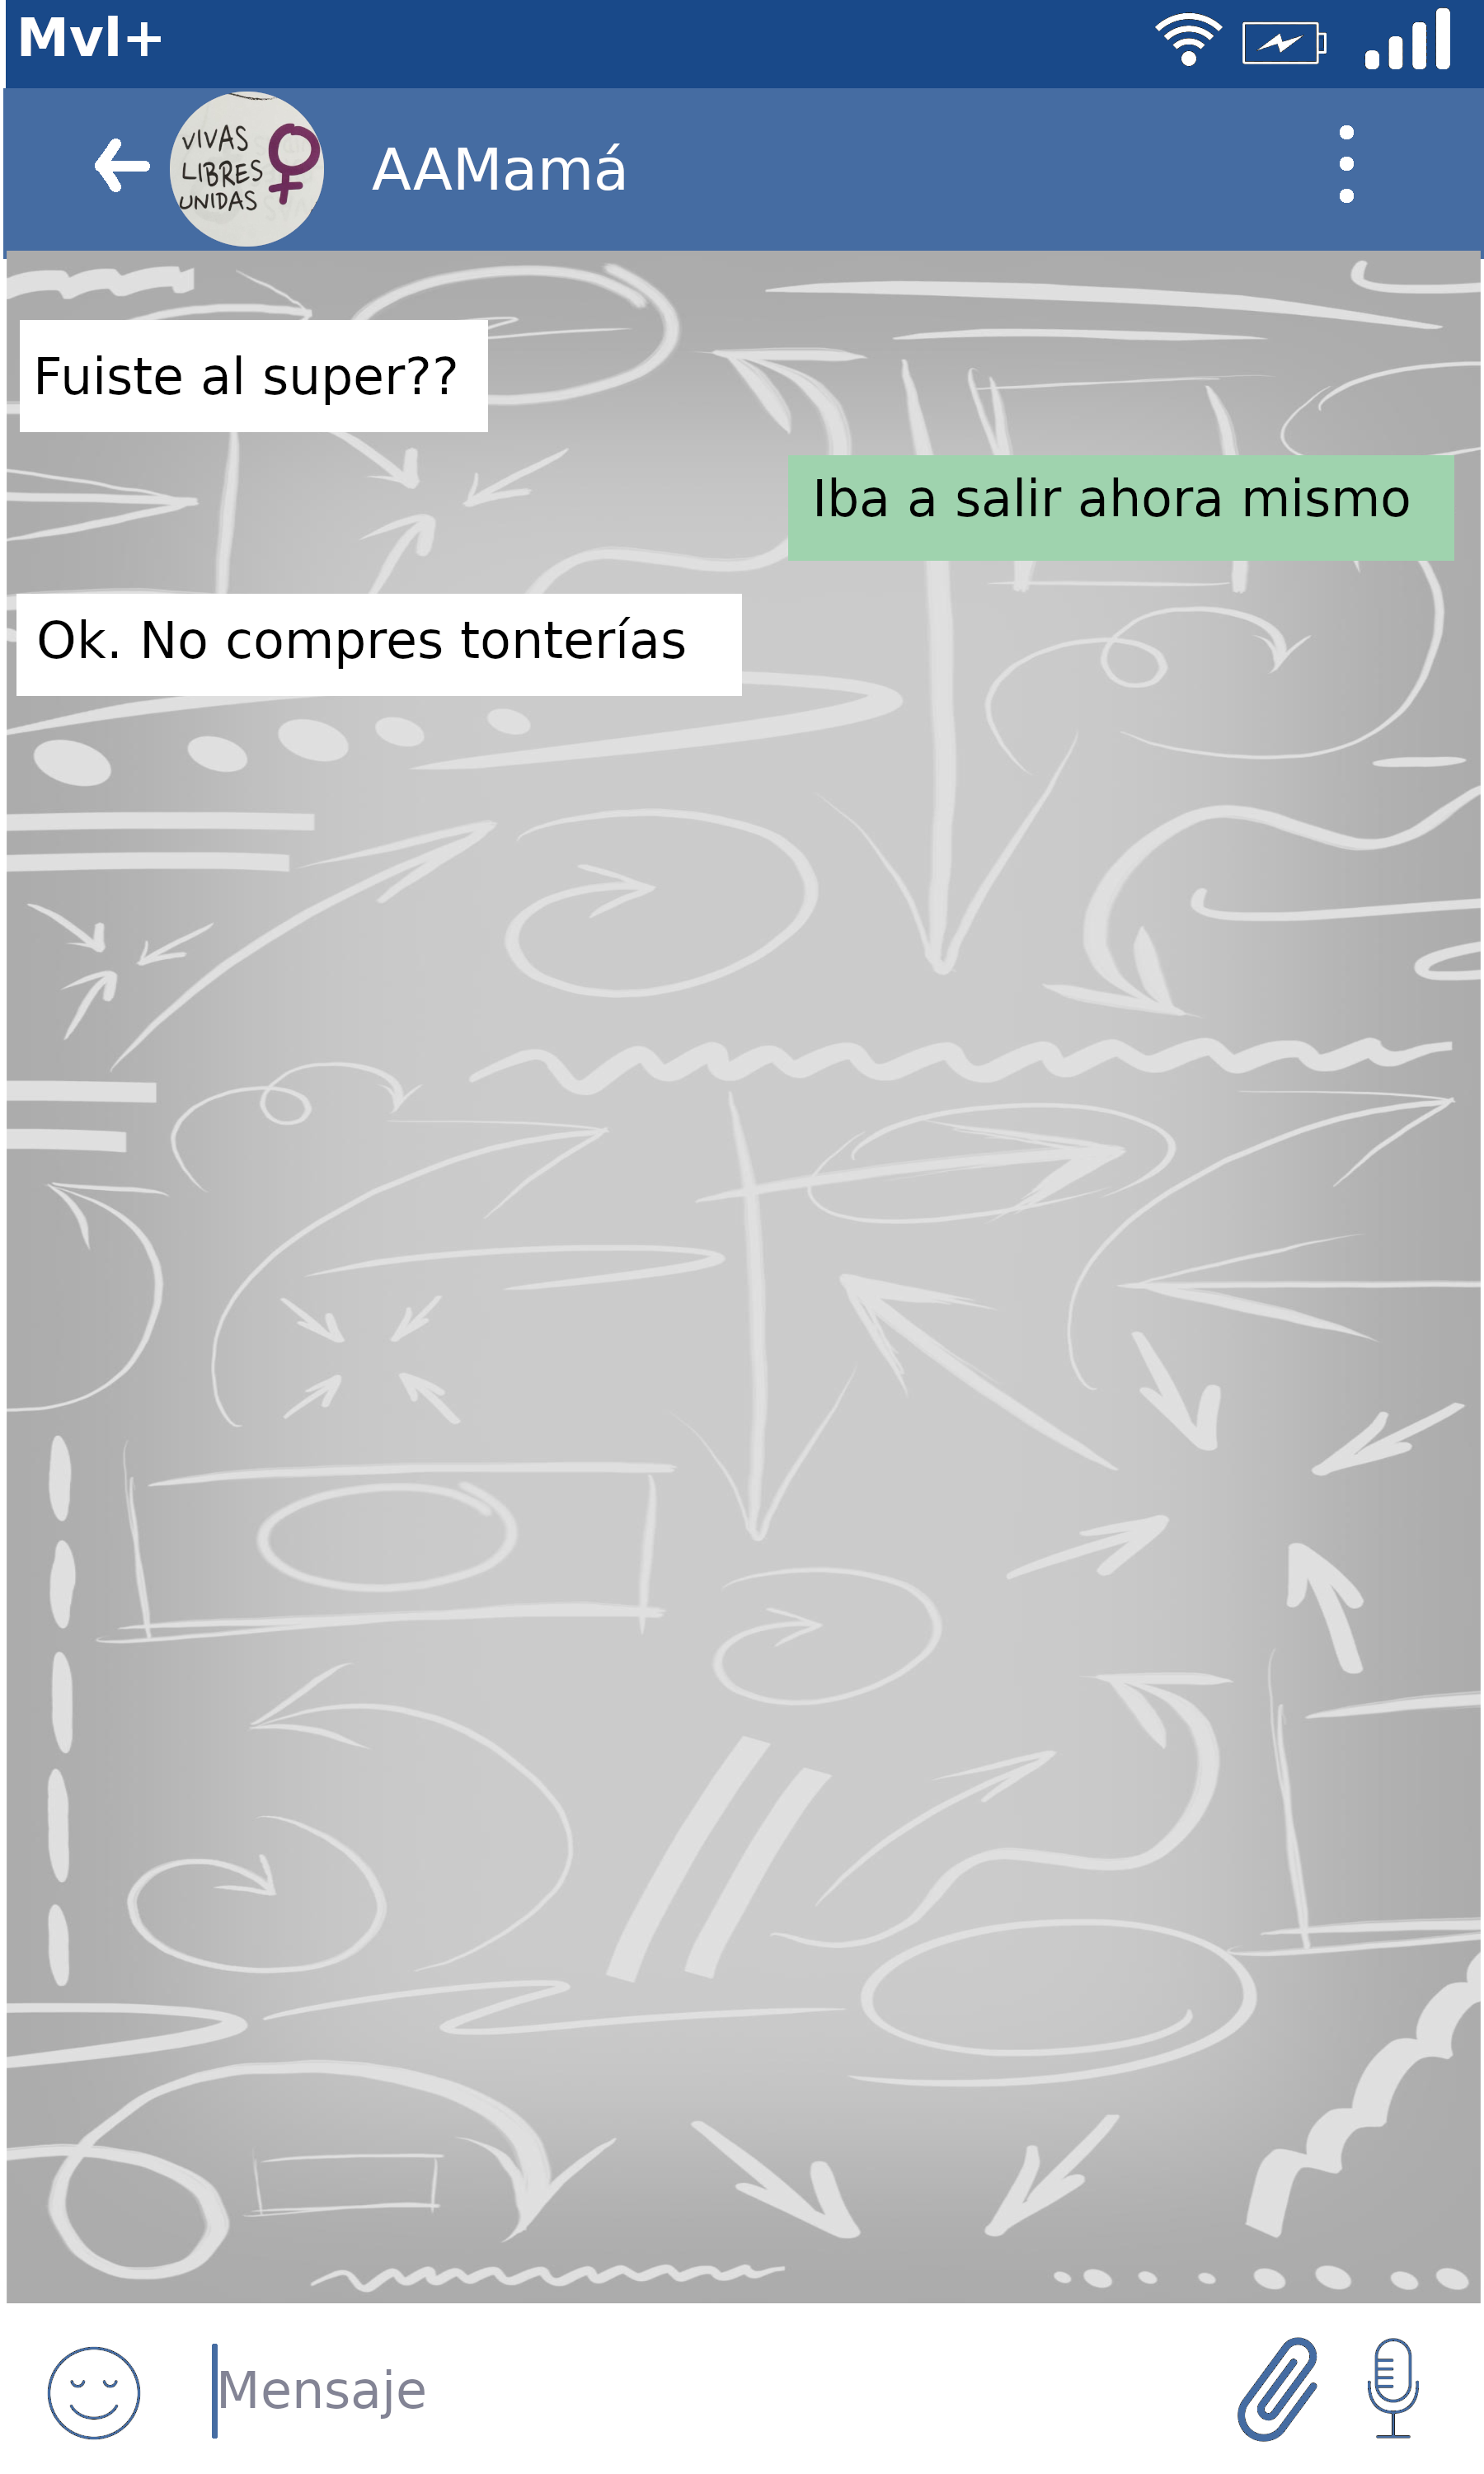 Mvl+
VIVAS
LIBRES
UNIDAS
AAMamá
Fuiste al super??
Iba a salir ahora mismo
Ok. No compres tonterías
Mensaje